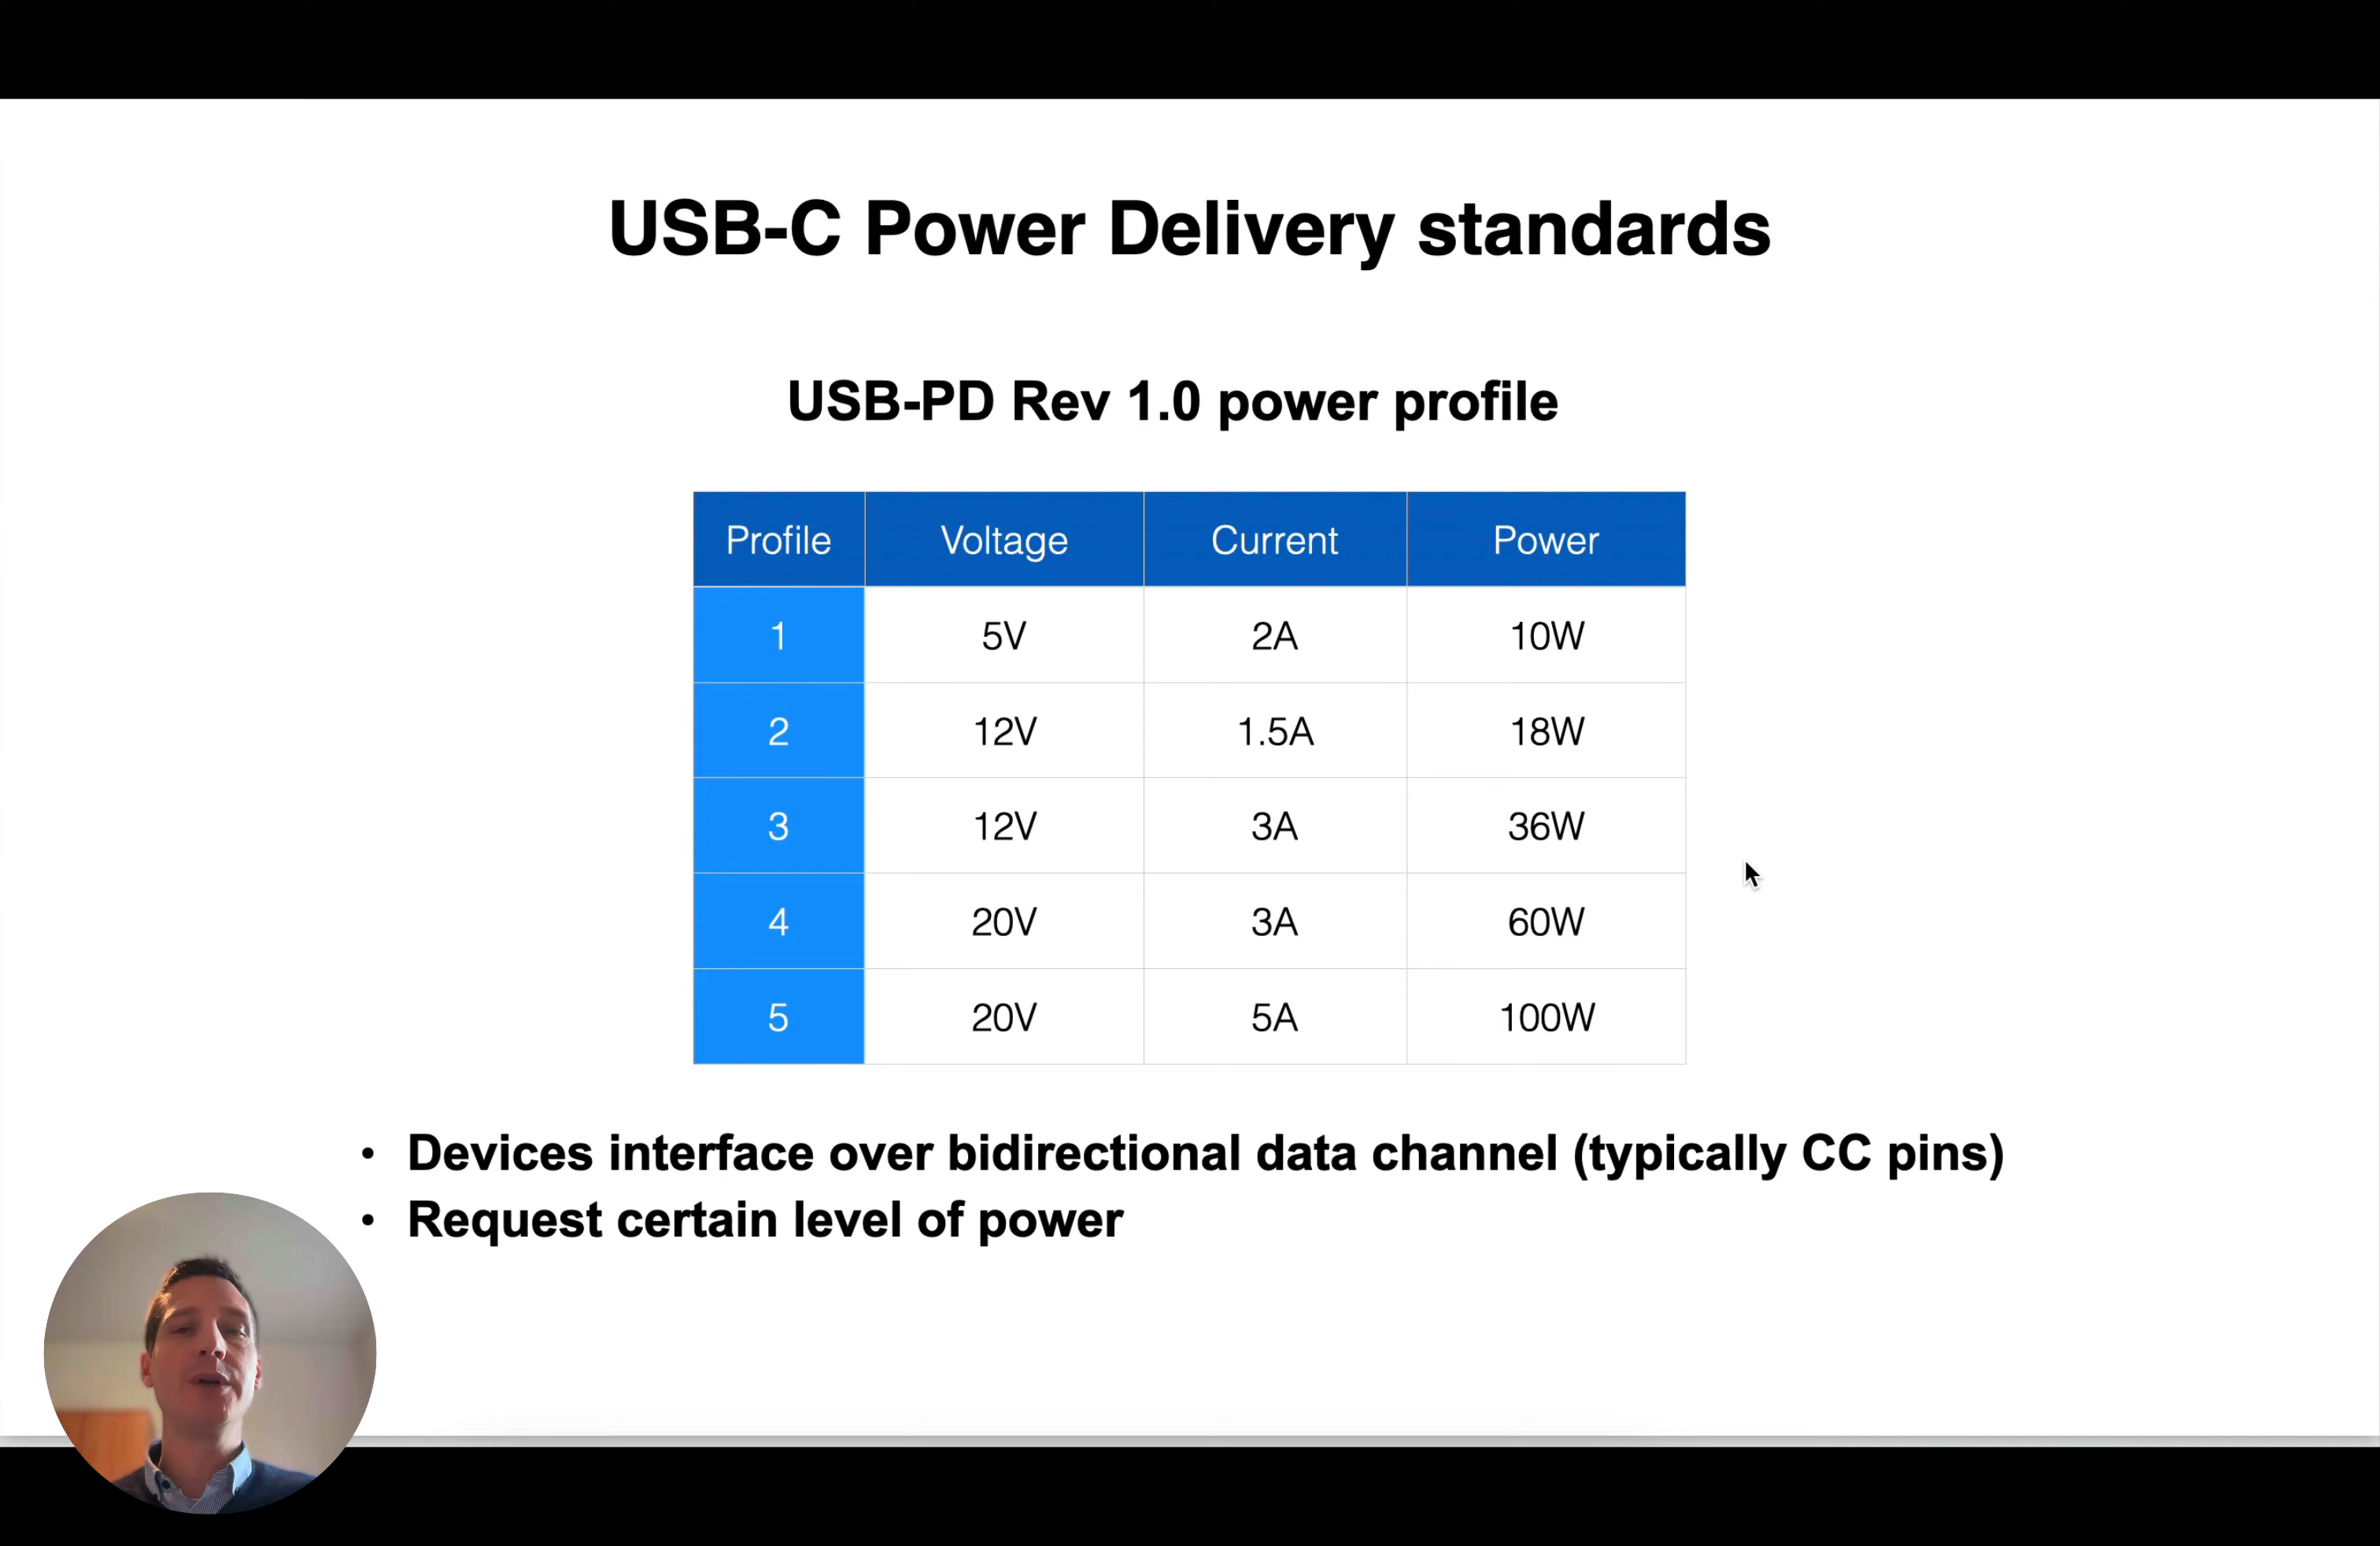 USB-C Power Delivery standards
USB-PD Rev 1.0 power profile
Profile Voltage Current Power
1 5V 2A 10W
2 12V 1.5A 18W
3 12V 3A 36W
4 20V 3A 60W
5 20V 5A 100W
• Devices interface over bidirectional data channel (typically CC pins)
• Request certain level of power